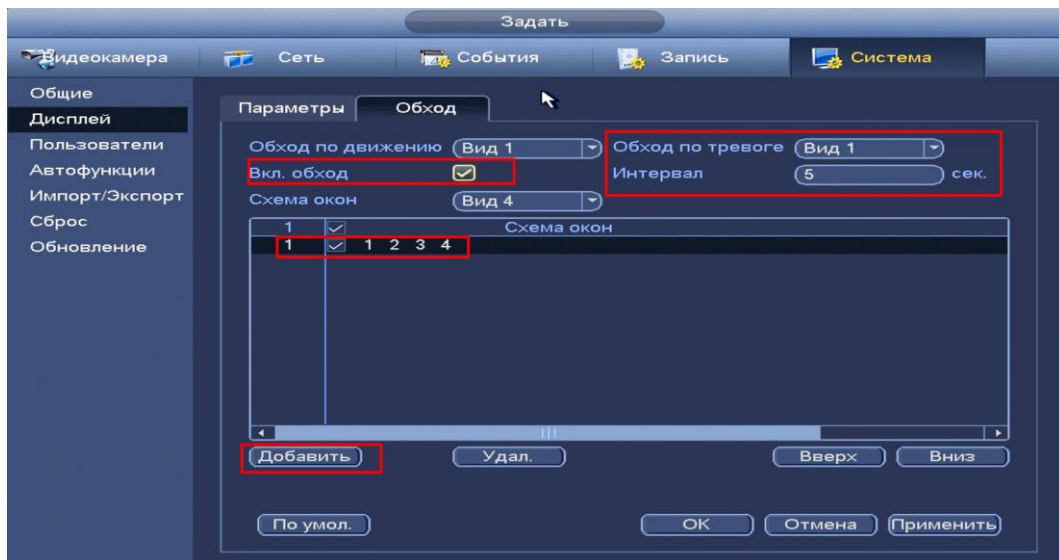 Задать
Видеокамера Сеть События Запись Система
Общие
Дисплей
Пользователи
Автофункции
Импорт/Экспорт
Сброс
Обновление
Параметры Обход
Обход по движению Вид 1 Обход по тревоге Вид 1
Вкл. обход Интервал 5 сек.
Схема окон Вид 4
1 Схема окон
1 1 2 3 4
Добавить Удал. Вверх Вниз
По умол. OK Отмена Применить